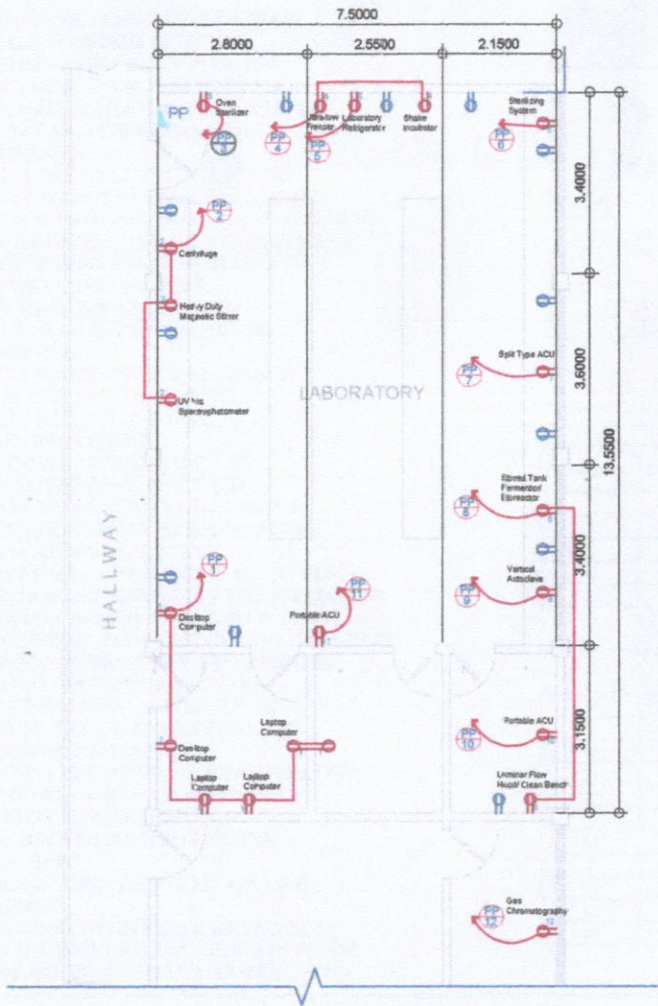 7.5000
2.8000
2.5500
2.1500
PP
Oven
Sterilizer
Ultra-low
Freezer
Laboratory
Refrigerator
Shake
Incubator
Sterilizing
System
PP
3
PP
4
PP
5
PP
6
3.4000
PP
2
Centrifuge
Heavy Duty
Magnetic Stirrer
Split Type ACU
PP
7
3.6000
LABORATORY
UV Vis
Spectrophotometer
13.5500
Stirred Tank
Fermentor/
Bioreactor
PP
8
HALLWAY
PP
1
PP
11
Vertical
Autoclave
PP
9
3.4000
Desktop
Computer
Portable ACU
Laptop
Computer
Portable ACU
PP
10
3.1500
Desktop
Computer
Laptop
Computer
Laptop
Computer
Laminar Flow
Hood/ Clean Bench
Gas
Chromatography
PP
12